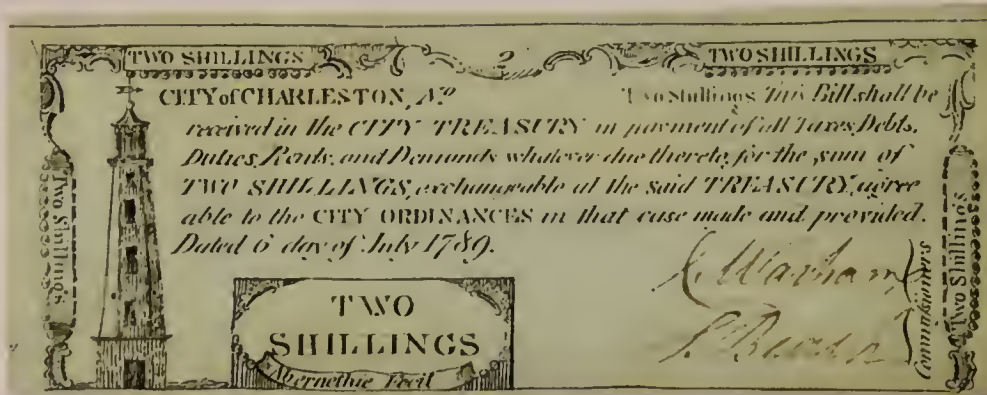 TWO SHILLINGS 2 TWO SHILLINGS
CITY of CHARLESTON, No Two Shillings This Bill shall be
received in the CITY TREASURY in payment of all Taxes, Debts,
Duties, Rents, and Demands whatever due thereto, for the sum of
TWO SHILLINGS, exchangeable at the said TREASURY, agree
able to the CITY ORDINANCES in that case made and provided.
Dated 6 day of July 1789.
Two Shillings
TWO
SHILLINGS
Abernethie Fecit
C Warham
Commissioners
Two Shillings